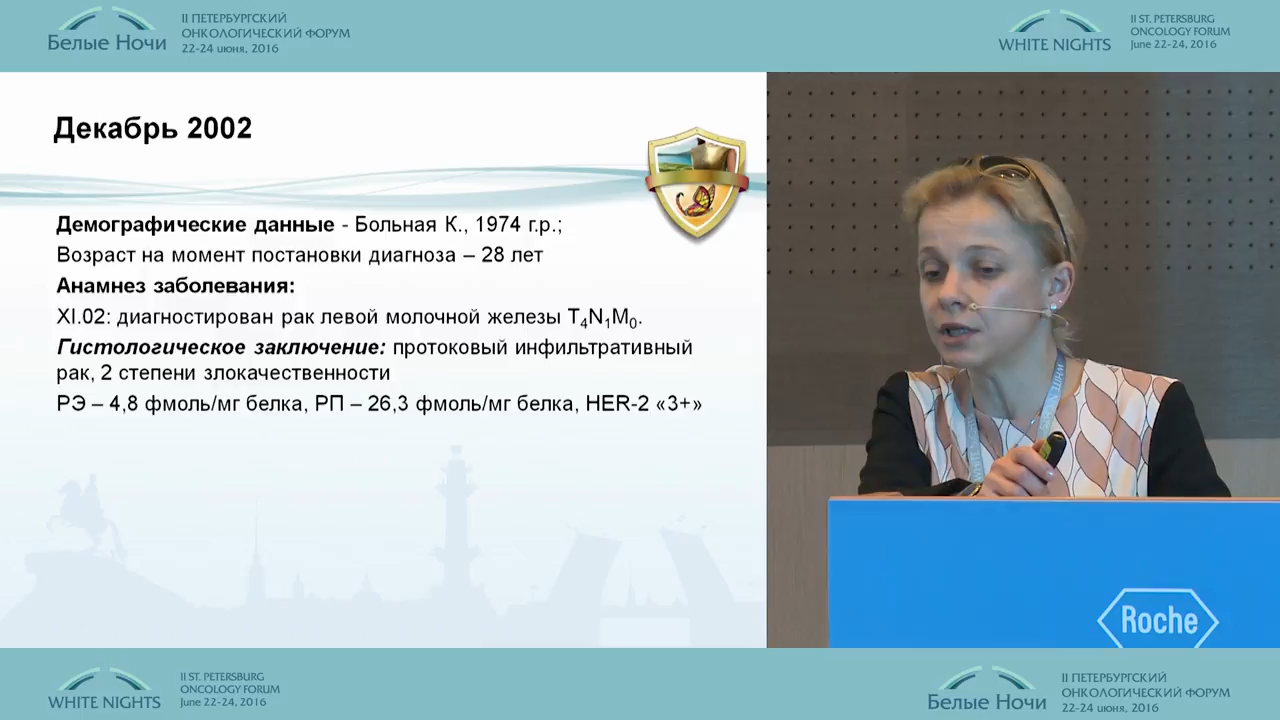 Белые Ночи
II ПЕТЕРБУРГСКИЙ
ОНКОЛОГИЧЕСКИЙ ФОРУМ
22-24 июня, 2016
WHITE NIGHTS
II ST. PETERSBURG
ONCOLOGY FORUM
June 22-24, 2016
Декабрь 2002
Демографические данные - Больная К., 1974 г.р.;
Возраст на момент постановки диагноза – 28 лет
Анамнез заболевания:
XI.02: диагностирован рак левой молочной железы T4N1M0.
Гистологическое заключение: протоковый инфильтративный
рак, 2 степени злокачественности
РЭ – 4,8 фмоль/мг белка, РП – 26,3 фмоль/мг белка, HER-2 «3+»
Roche
WHITE NIGHTS
II ST. PETERSBURG
ONCOLOGY FORUM
June 22-24, 2016
Белые Ночи
II ПЕТЕРБУРГСКИЙ
ОНКОЛОГИЧЕСКИЙ ФОРУМ
22-24 июня, 2016